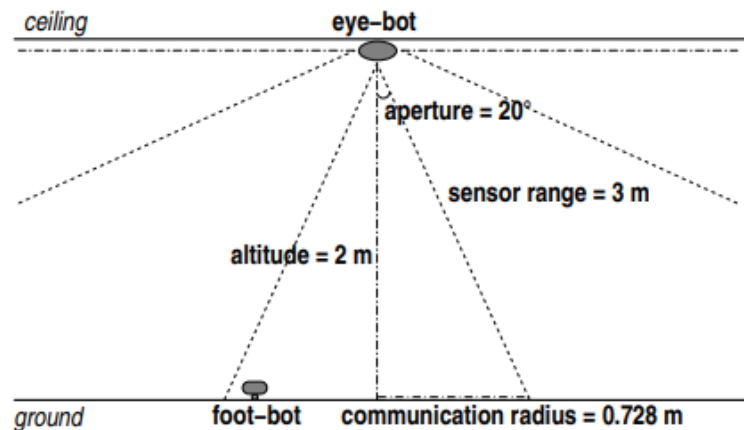 ceiling
eye−bot
aperture = 20°
sensor range = 3 m
altitude = 2 m
ground
foot−bot
communication radius = 0.728 m